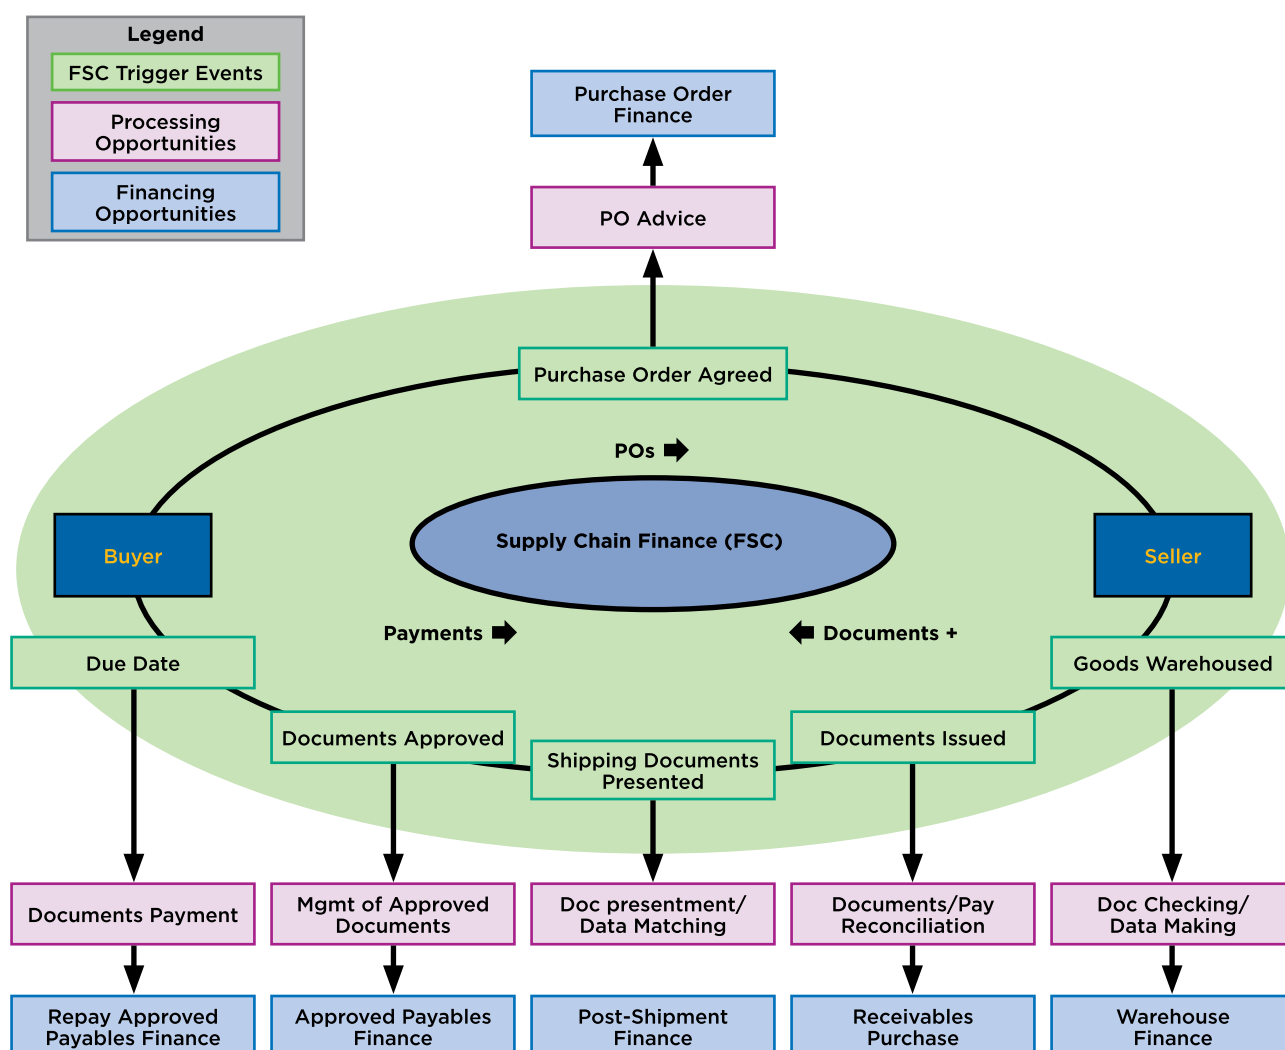 Legend
FSC Trigger Events
Processing
Opportunities
Financing
Opportunities
Purchase Order
Finance
PO Advice
Purchase Order Agreed
POs
Supply Chain Finance (FSC)
Buyer
Seller
Payments
Documents +
Due Date
Goods Warehoused
Documents Approved
Documents Issued
Shipping Documents
Presented
Documents Payment
Mgmt of Approved
Documents
Doc presentment/
Data Matching
Documents/Pay
Reconciliation
Doc Checking/
Data Making
Repay Approved
Payables Finance
Approved Payables
Finance
Post-Shipment
Finance
Receivables
Purchase
Warehouse
Finance